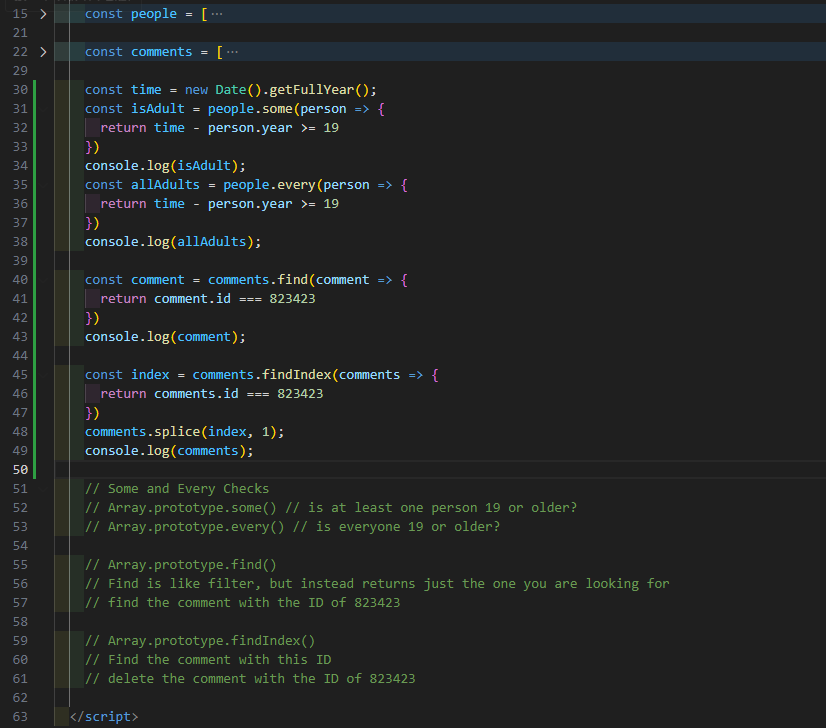 15 > const people = [ ···
21
22 > const comments = [ ···
29
30 const time = new Date().getFullYear();
31 const isAdult = people.some(person => {
32 return time - person.year >= 19
33 })
34 console.log(isAdult);
35 const allAdults = people.every(person => {
36 return time - person.year >= 19
37 })
38 console.log(allAdults);
39
40 const comment = comments.find(comment => {
41 return comment.id === 823423
42 })
43 console.log(comment);
44
45 const index = comments.findIndex(comments => {
46 return comments.id === 823423
47 })
48 comments.splice(index, 1);
49 console.log(comments);
50
51 // Some and Every Checks
52 // Array.prototype.some() // is at least one person 19 or older?
53 // Array.prototype.every() // is everyone 19 or older?
54
55 // Array.prototype.find()
56 // Find is like filter, but instead returns just the one you are looking for
57 // find the comment with the ID of 823423
58
59 // Array.prototype.findIndex()
60 // Find the comment with this ID
61 // delete the comment with the ID of 823423
62
63 </script>